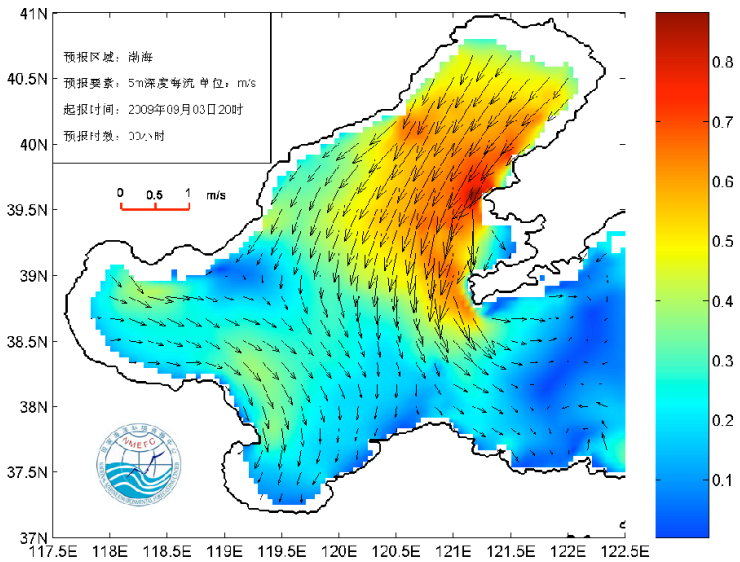 41N
40.5N
40N
39.5N
39N
38.5N
38N
37.5N
37N
预报区域：渤海
预报要素：5m深度海流 单位：m/s
起报时间：2009年09月03日20时
预报时效：00小时
0 0.5 1 m/s
NMEFC
117.5E 118E 118.5E 119E 119.5E 120E 120.5E 121E 121.5E 122E 122.5E
0.8
0.7
0.6
0.5
0.4
0.3
0.2
0.1